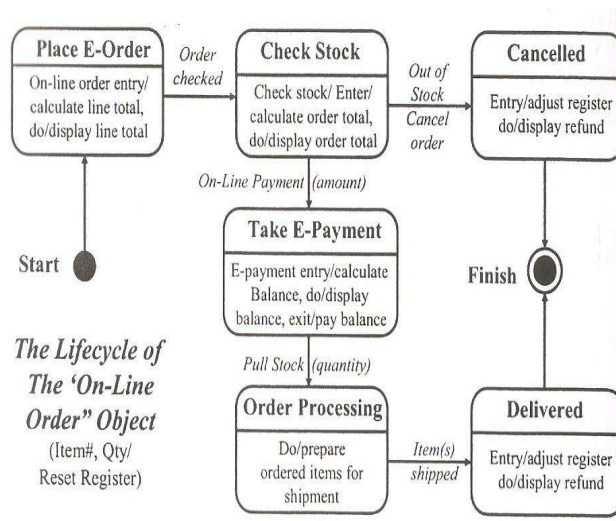 Place E-Order
On-line order entry/
calculate line total,
do/display line total
Order
checked
Check Stock
Check stock/ Enter/
calculate order total,
do/display order total
Out of
Stock
Cancel
order
Cancelled
Entry/adjust register
do/display refund
On-Line Payment (amount)
Start
Take E-Payment
E-payment entry/calculate
Balance, do/display
balance, exit/pay balance
Finish
Pull Stock (quantity)
The Lifecycle of
The ‘On-Line
Order” Object
(Item#, Qty/
Reset Register)
Order Processing
Do/prepare
ordered items for
shipment
Item(s)
shipped
Delivered
Entry/adjust register
do/display refund